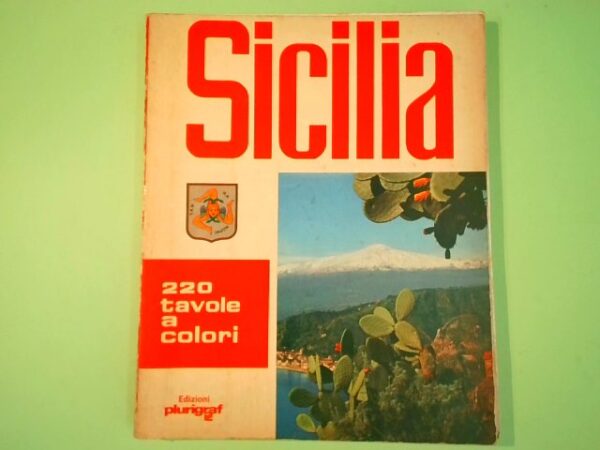 Sicilia
220
tavole
a
colori
Edizioni
plurigraf